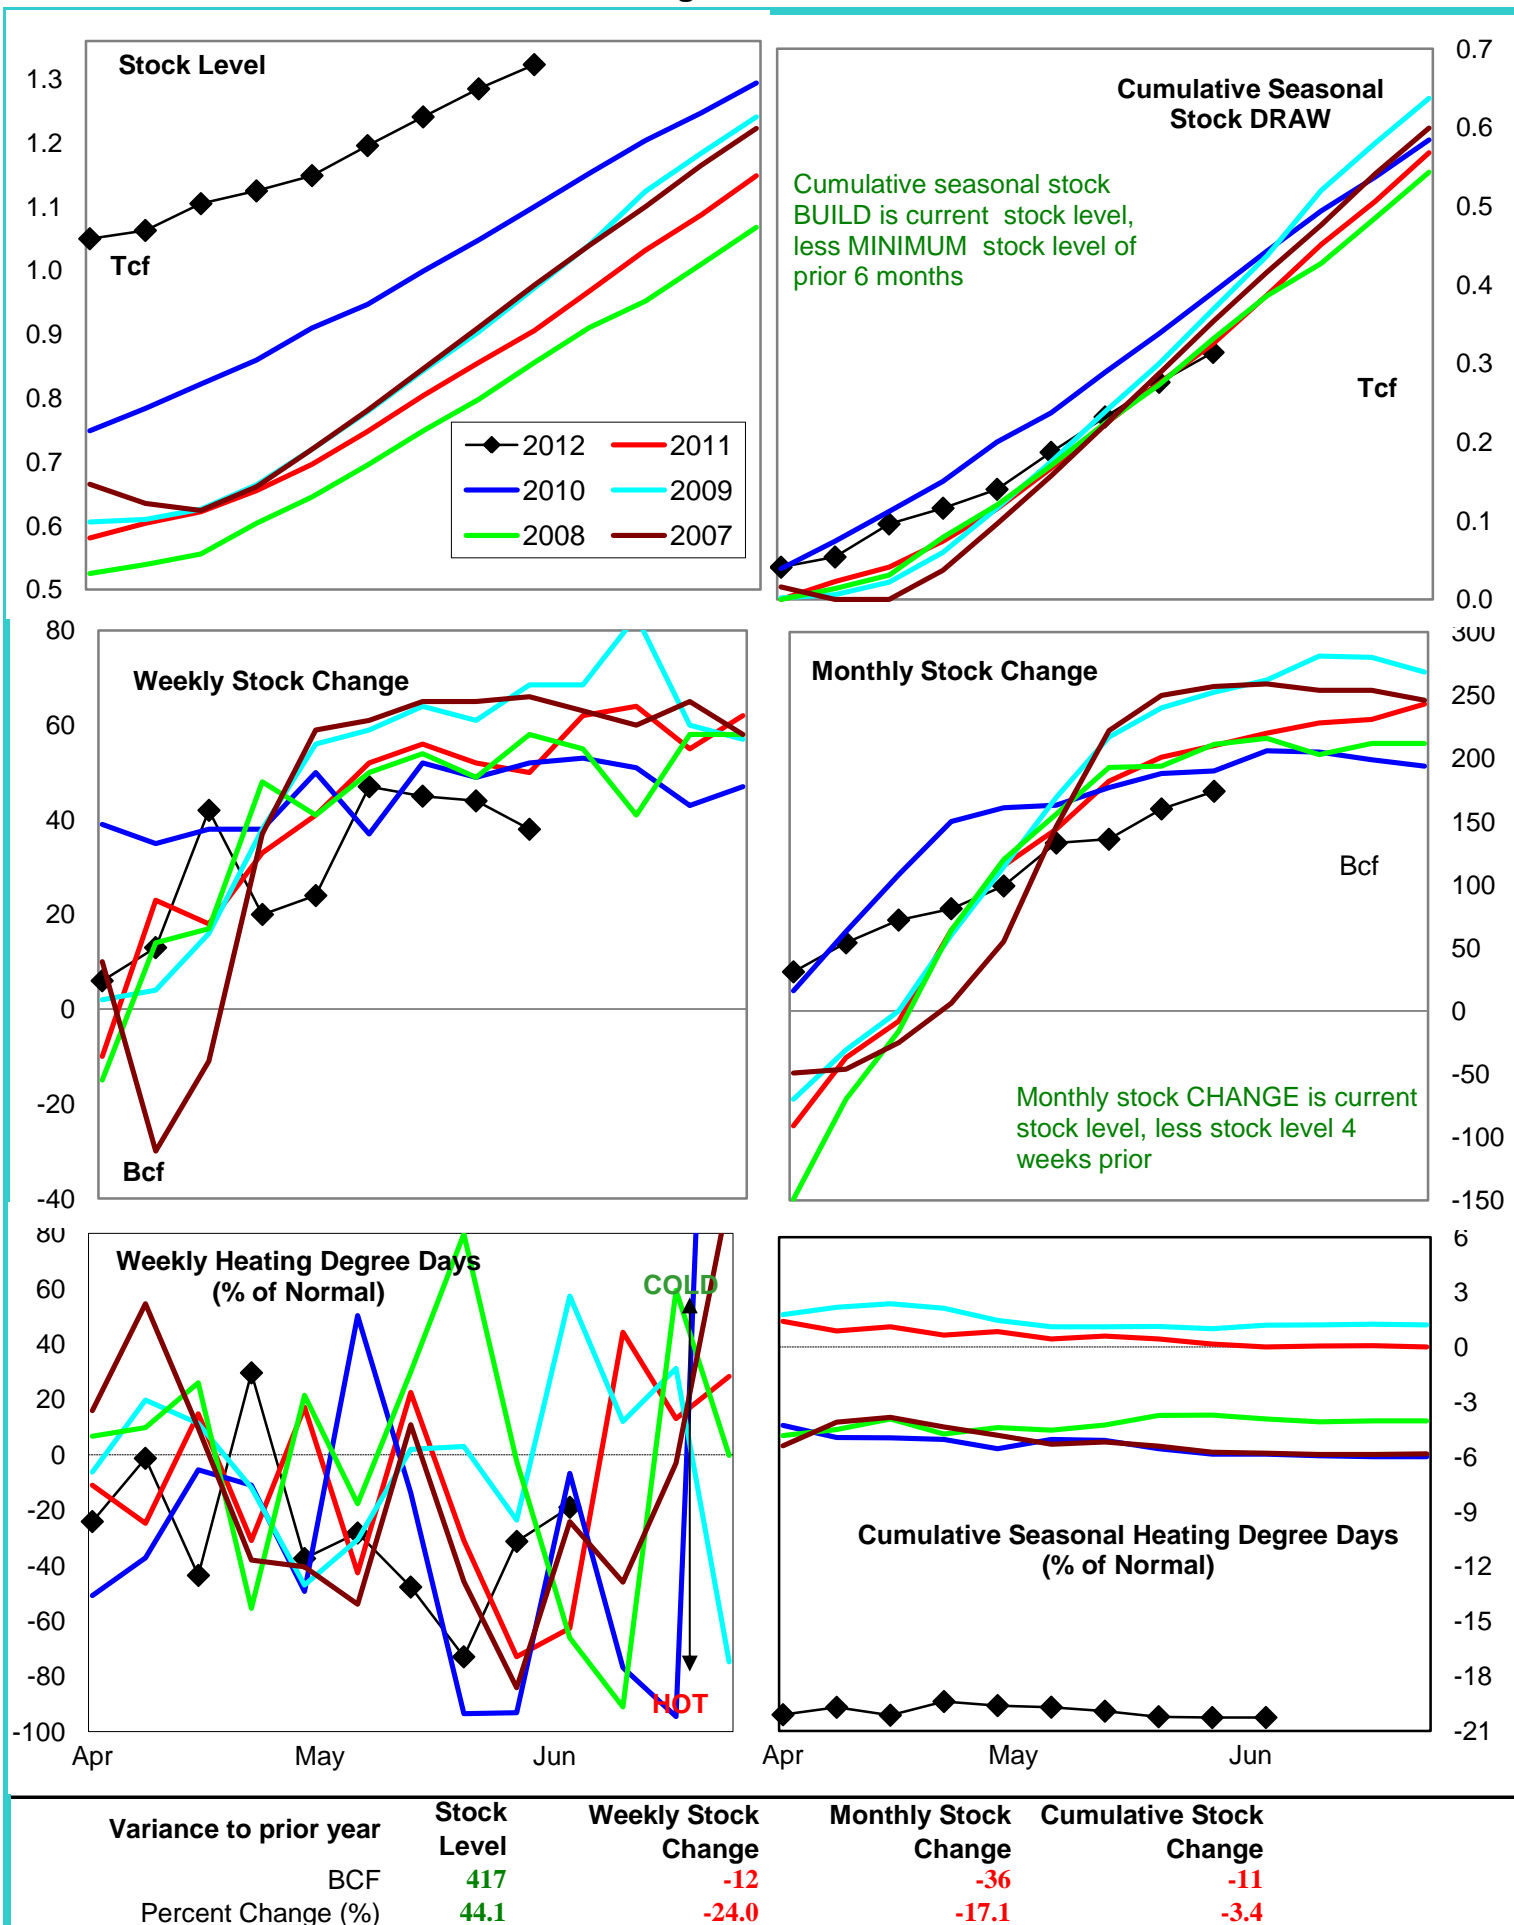 Stock Level
1.3
1.2
1.1
1.0
0.9
0.8
0.7
0.6
0.5
Tcf
2012 2011
2010 2009
2008 2007
Cumulative Seasonal
Stock DRAW
Cumulative seasonal stock
BUILD is current stock level,
less MINIMUM stock level of
prior 6 months
Tcf
0.7
0.6
0.5
0.4
0.3
0.2
0.1
0.0
Weekly Stock Change
80
60
40
20
0
-20
-40
Bcf
Monthly Stock Change
300
250
200
150
100
50
0
-50
-100
-150
Bcf
Monthly stock CHANGE is current
stock level, less stock level 4
weeks prior
Weekly Heating Degree Days
(% of Normal)
80
60
40
20
0
-20
-40
-60
-80
-100
COLD
HOT
Apr May Jun
6
3
0
-3
-6
-9
-12
-15
-18
-21
Cumulative Seasonal Heating Degree Days
(% of Normal)
Apr May Jun
Variance to prior year Stock Level Weekly Stock Change Monthly Stock Change Cumulative Stock Change
BCF 417 -12 -36 -11
Percent Change (%) 44.1 -24.0 -17.1 -3.4